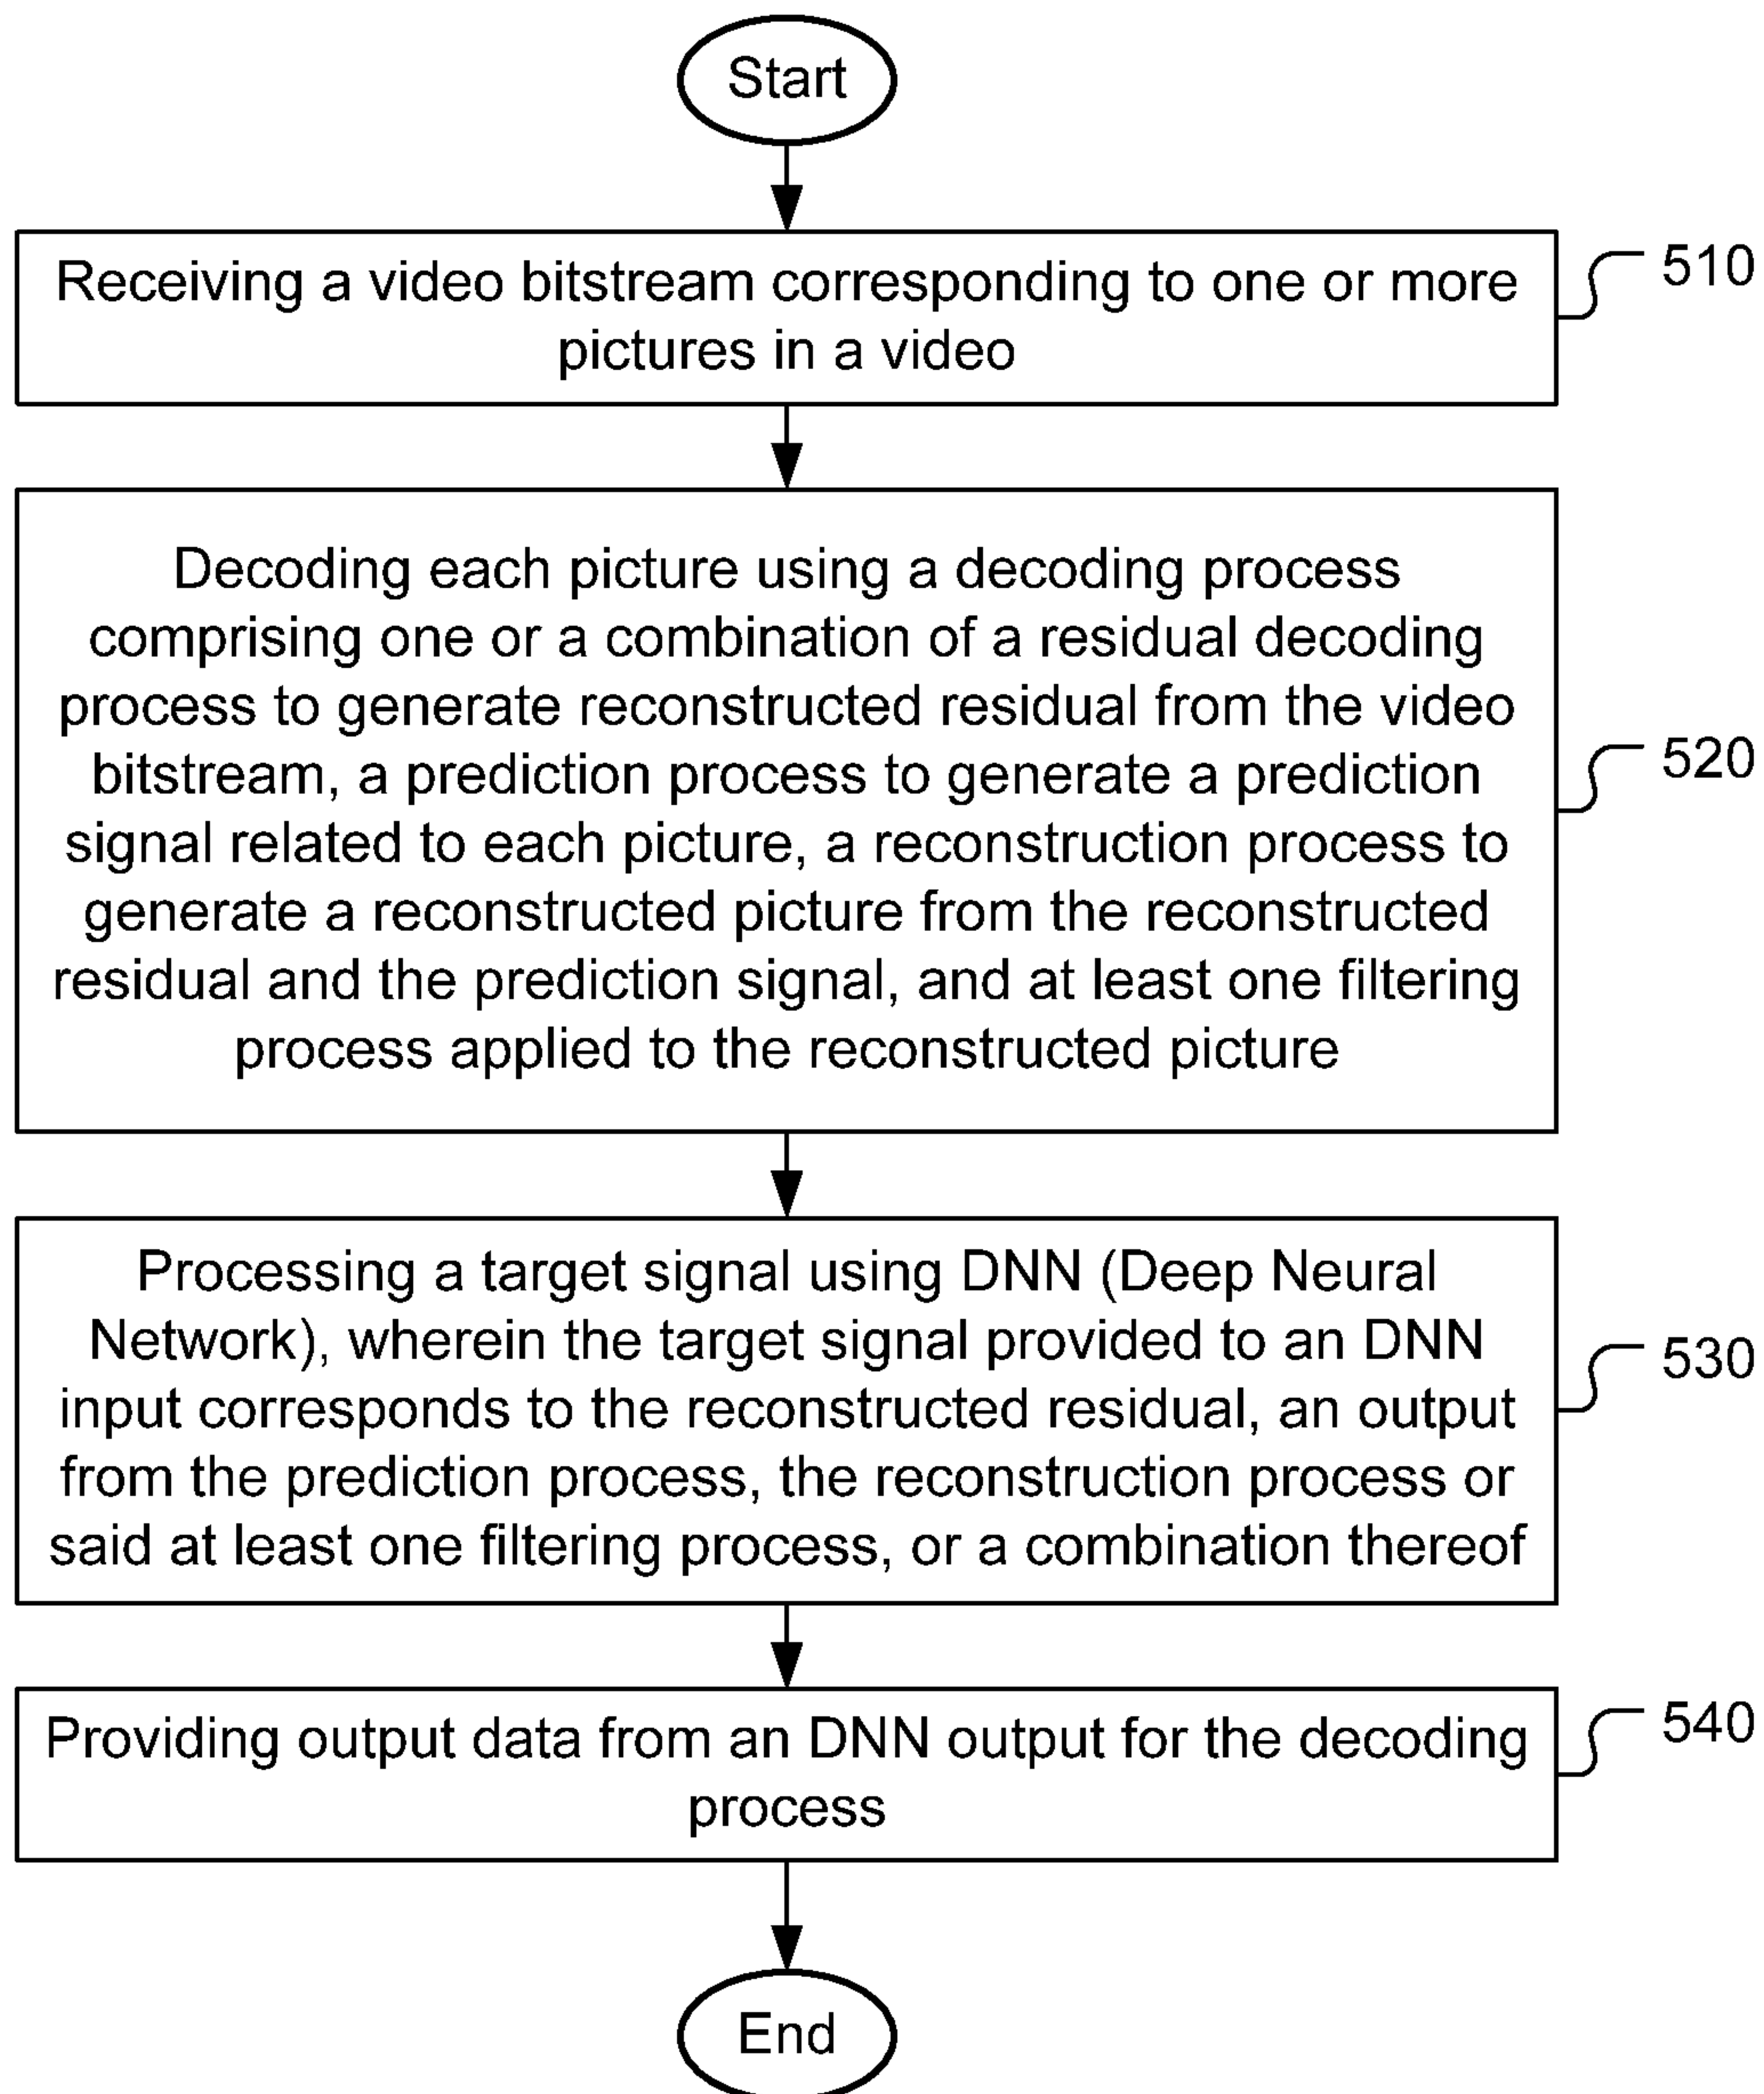 Start
Receiving a video bitstream corresponding to one or more
pictures in a video
510
Decoding each picture using a decoding process
comprising one or a combination of a residual decoding
process to generate reconstructed residual from the video
bitstream, a prediction process to generate a prediction
signal related to each picture, a reconstruction process to
generate a reconstructed picture from the reconstructed
residual and the prediction signal, and at least one filtering
process applied to the reconstructed picture
520
Processing a target signal using DNN (Deep Neural
Network), wherein the target signal provided to an DNN
input corresponds to the reconstructed residual, an output
from the prediction process, the reconstruction process or
said at least one filtering process, or a combination thereof
530
Providing output data from an DNN output for the decoding
process
540
End